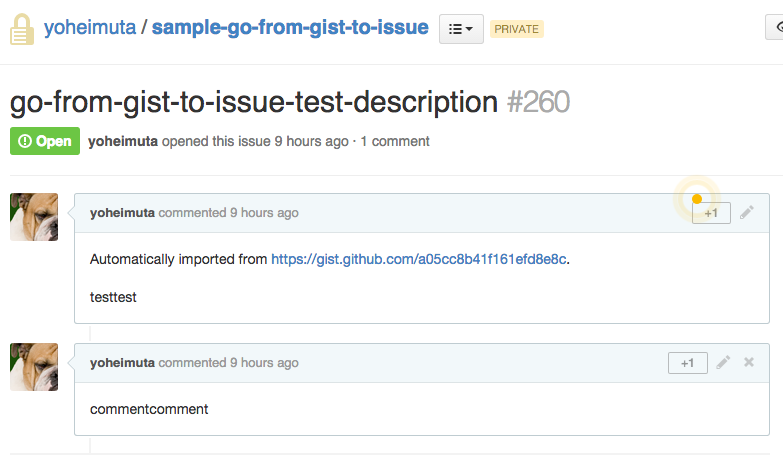 yoheimuta / sample-go-from-gist-to-issue PRIVATE
go-from-gist-to-issue-test-description #260
Open yoheimuta opened this issue 9 hours ago · 1 comment
yoheimuta commented 9 hours ago +1
Automatically imported from https://gist.github.com/a05cc8b41f161efd8e8c.
testtest
yoheimuta commented 9 hours ago +1
commentcomment